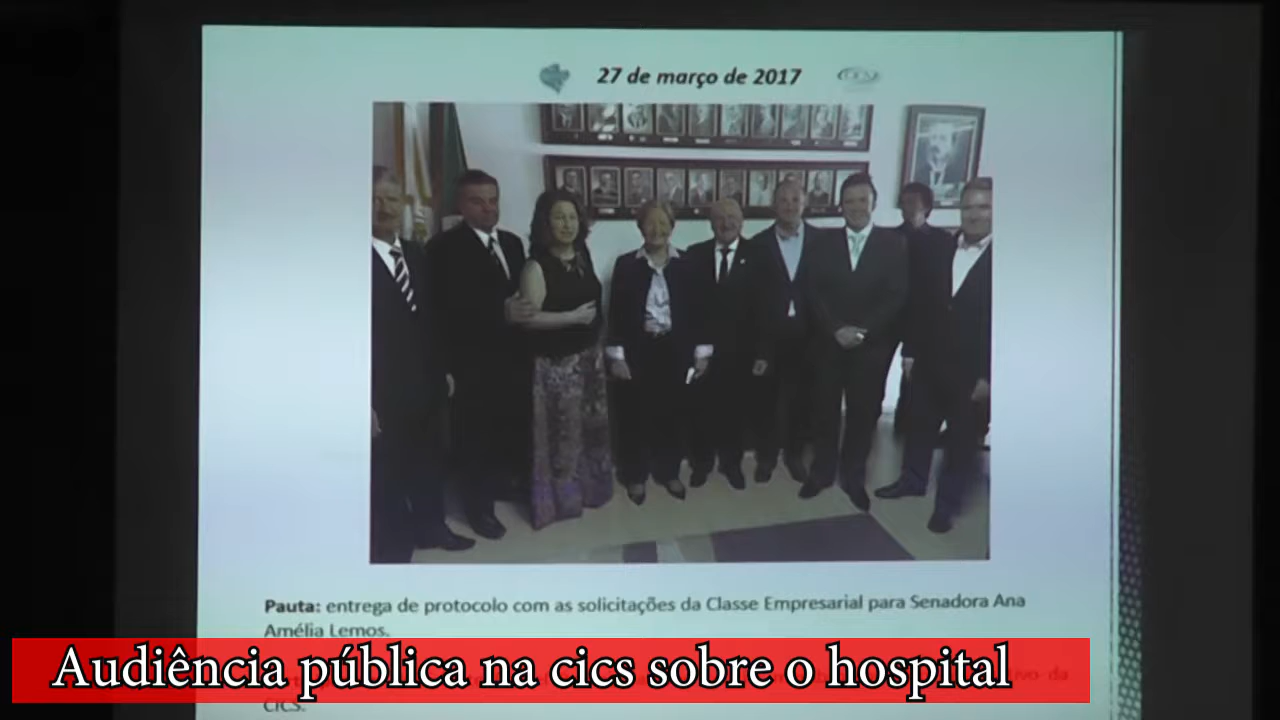 27 de março de 2017
Pauta: entrega de protocolo com as solicitações da Classe Empresarial para Senadora Ana
Amélia Lemos.
Audiência pública na cics sobre o hospital
da
CICS.